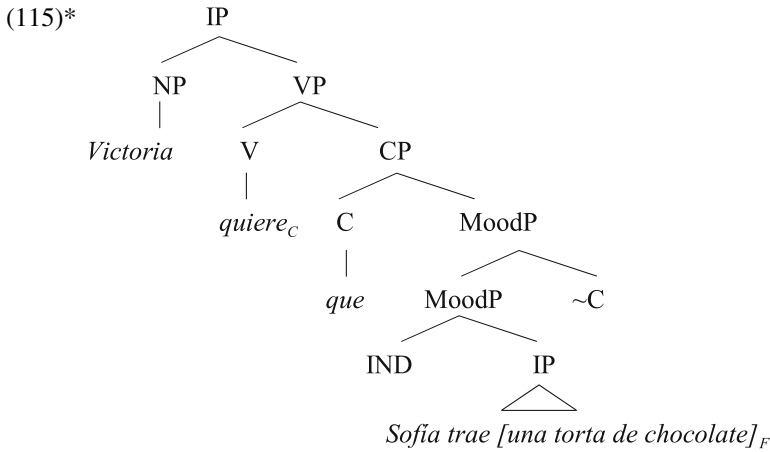 (115)* IP
NP VP
Victoria V CP
quiere_C C MoodP
que MoodP ~C
IND IP
Sofía trae [una torta de chocolate]_F